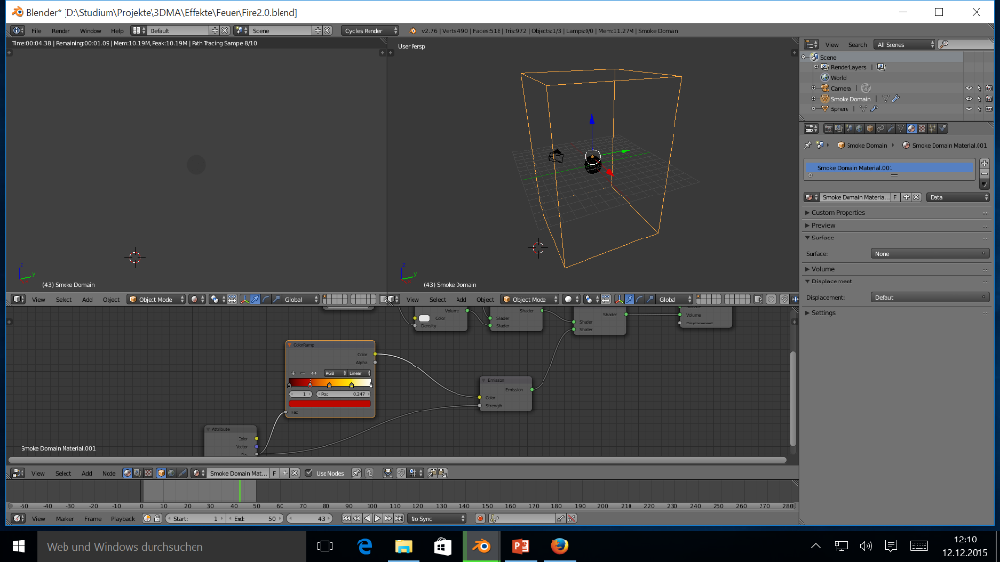 Blender* [D:\Studium\Projekte\3DMA\Effekte\Feuer\Fire2.0.blend]
File Render Window Help Default Scene Cycles Render v2.76 | Verts:490 | Faces:518 | Tris:972 | Objects:1/3 | Lamps:0/0 | Mem:11.27M | Smoke Domain
View Search All Scenes
Time:00:04.38 | Remaining:00:01.09 | Mem:10.19M, Peak:10.19M | Path Tracing Sample 8/10
User Persp
Scene
RenderLayers
World
Camera
Smoke Domain
Sphere
Smoke Domain Smoke Domain Material.001
Smoke Domain Material.001
Smoke Domain Materia F Data
Custom Properties
Preview
Surface
Surface: None
Volume
Displacement
Displacement: Default
Settings
(43) Smoke Domain
(43) Smoke Domain
View Select Add Object Object Mode Global
View Select Add Object Object Mode Global
Color
Density
Shader
Shader
Shader
Shader
Volume
Displacement
ColorRamp
Color
Alpha
RGB Linear
1 Pos: 0.247
Fac
Emission
Emission
Color
Strength
Attribute
Color
Vector
Fac
Smoke Domain Material.001
View Select Add Node Smoke Domain Mat... F Use Nodes
-50 -40 -30 -20 -10 0 10 20 30 40 50 60 70 80 90 100 110 120 130 140 150 160 170 180 190 200 210 220 230 240 250 260 270 280
View Marker Frame Playback Start: 1 End: 50 43 No Sync
Web und Windows durchsuchen
12:10
12.12.2015